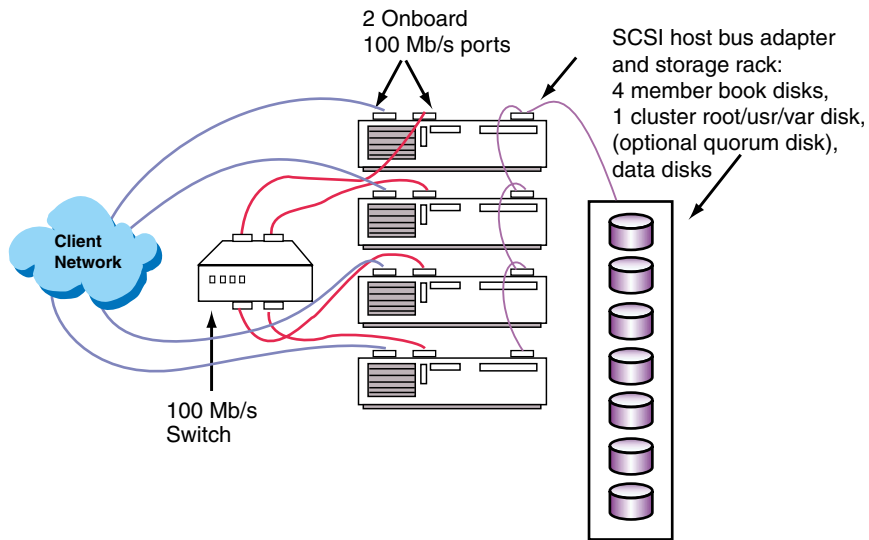 2 Onboard
100 Mb/s ports
SCSI host bus adapter
and storage rack:
4 member book disks,
1 cluster root/usr/var disk,
(optional quorum disk),
data disks
Client
Network
100 Mb/s
Switch